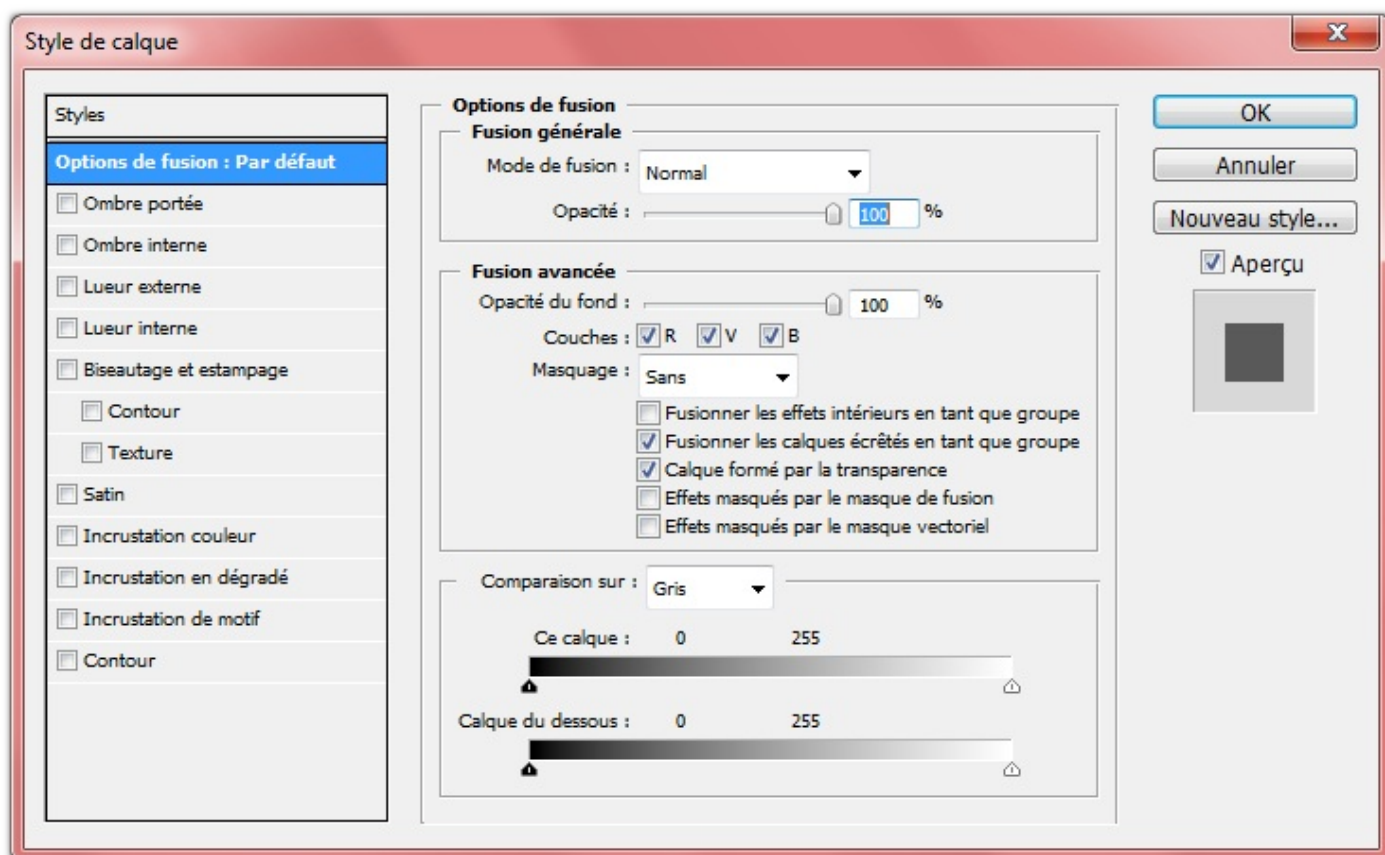 Style de calque
x
Styles
Options de fusion : Par défaut
Ombre portée
Ombre interne
Lueur externe
Lueur interne
Biseautage et estampage
Contour
Texture
Satin
Incrustation couleur
Incrustation en dégradé
Incrustation de motif
Contour
Options de fusion
Fusion générale
Mode de fusion : Normal
Opacité : 100 %
Fusion avancée
Opacité du fond : 100 %
Couches : R V B
Masquage : Sans
Fusionner les effets intérieurs en tant que groupe
Fusionner les calques écrêtés en tant que groupe
Calque formé par la transparence
Effets masqués par le masque de fusion
Effets masqués par le masque vectoriel
Comparaison sur : Gris
Ce calque : 0 255
Calque du dessous : 0 255
OK
Annuler
Nouveau style...
Aperçu